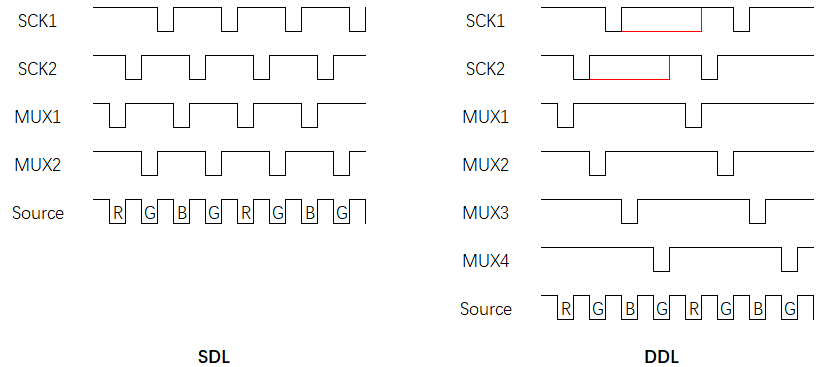 SCK1
SCK2
MUX1
MUX2
Source R G B G R G B G
SDL
SCK1
SCK2
MUX1
MUX2
MUX3
MUX4
Source R G B G R G B G
DDL